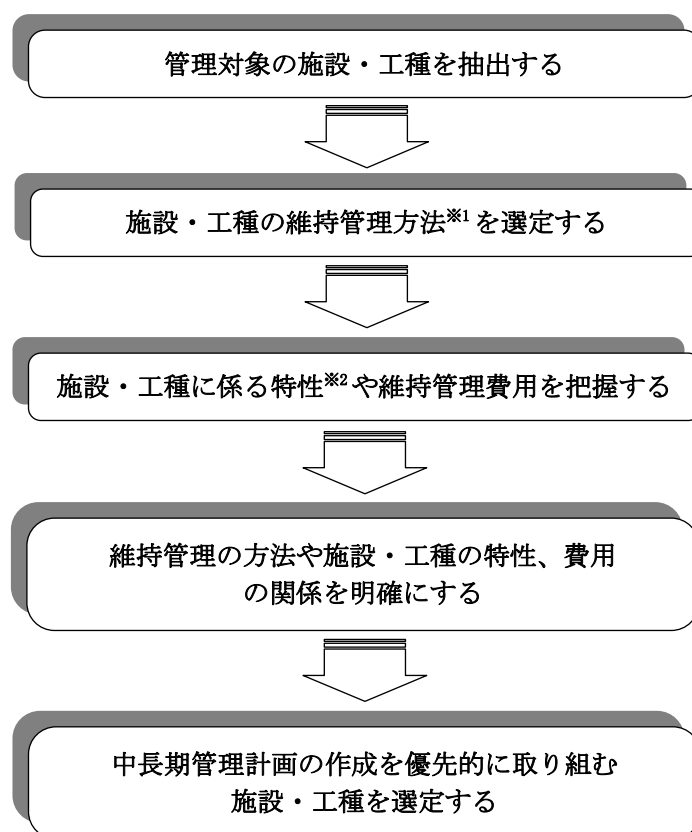 管理対象の施設・工種を抽出する
施設・工種の維持管理方法※1を選定する
施設・工種に係る特性※2や維持管理費用を把握する
維持管理の方法や施設・工種の特性、費用
の関係を明確にする
中長期管理計画の作成を優先的に取り組む
施設・工種を選定する